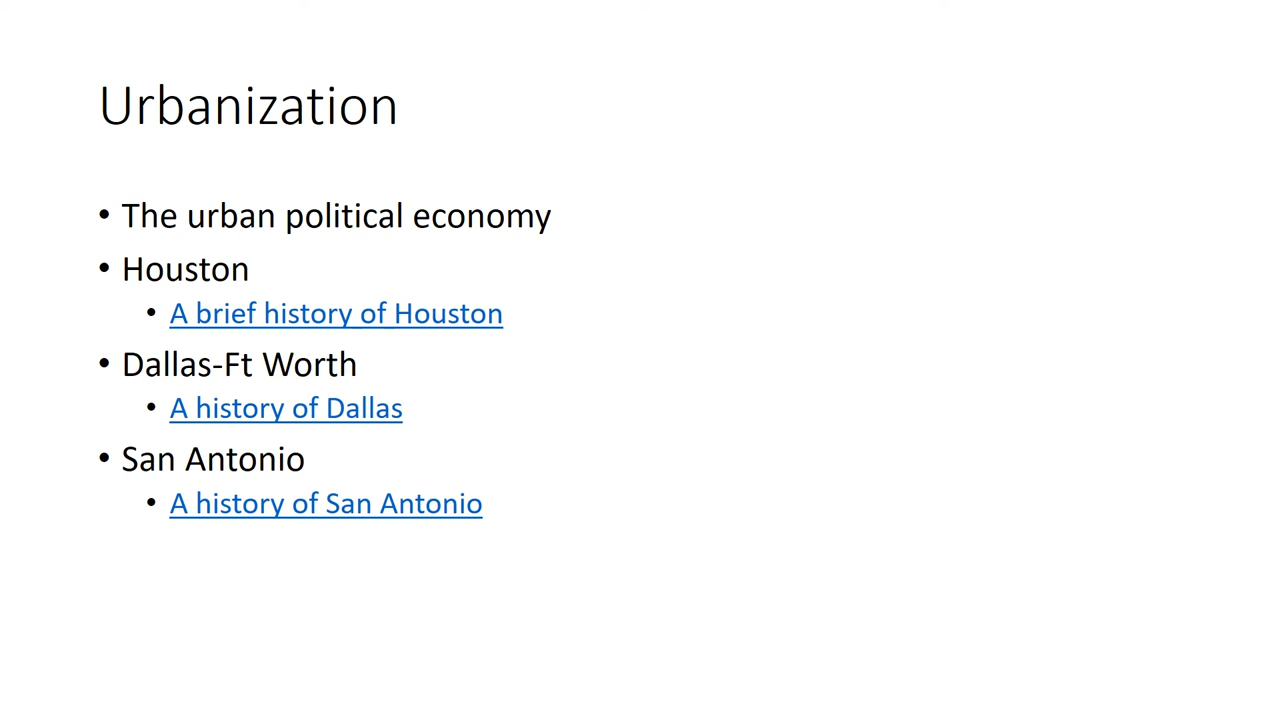 Urbanization
• The urban political economy
• Houston
• A brief history of Houston
• Dallas-Ft Worth
• A history of Dallas
• San Antonio
• A history of San Antonio